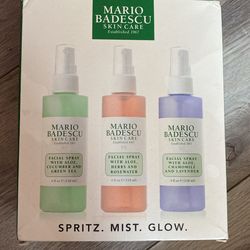 MARIO
BADESCU
SKIN CARE
Established 1967
MARIO
BADESCU
SKIN CARE
FACIAL SPRAY
WITH ALOE,
CUCUMBER AND
GREEN TEA
MARIO
BADESCU
SKIN CARE
FACIAL SPRAY
WITH ALOE,
HERBS AND
ROSEWATER
MARIO
BADESCU
SKIN CARE
FACIAL SPRAY
WITH ALOE,
CHAMOMILE
AND LAVENDER
SPRITZ. MIST. GLOW.